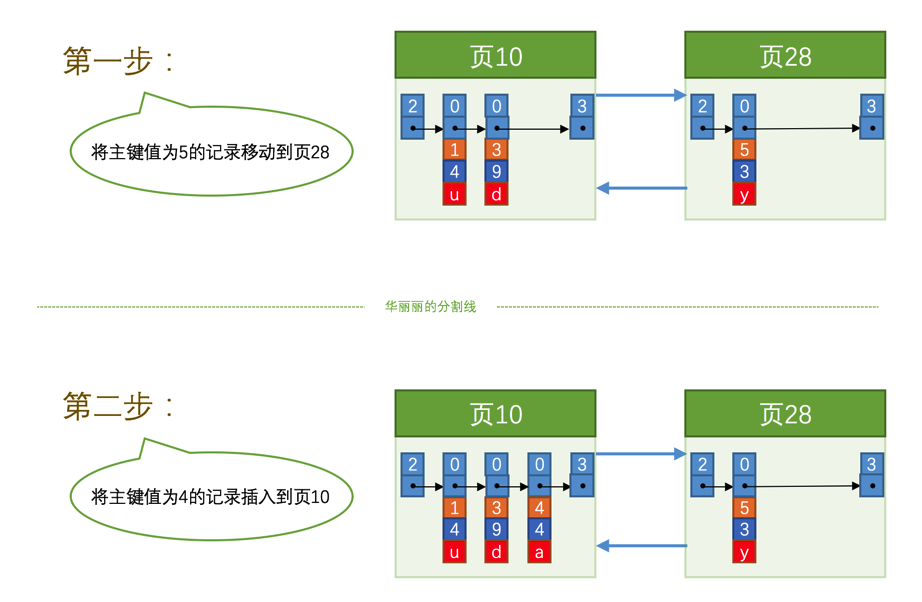 第一步：
将主键值为5的记录移动到页28
页10
页28
2 0 0 3
1 3
4 9
u d
2 0 3
5
3
y
华丽丽的分割线
第二步：
将主键值为4的记录插入到页10
页10
页28
2 0 0 0 3
1 3 4
4 9 4
u d a
2 0 3
5
3
y